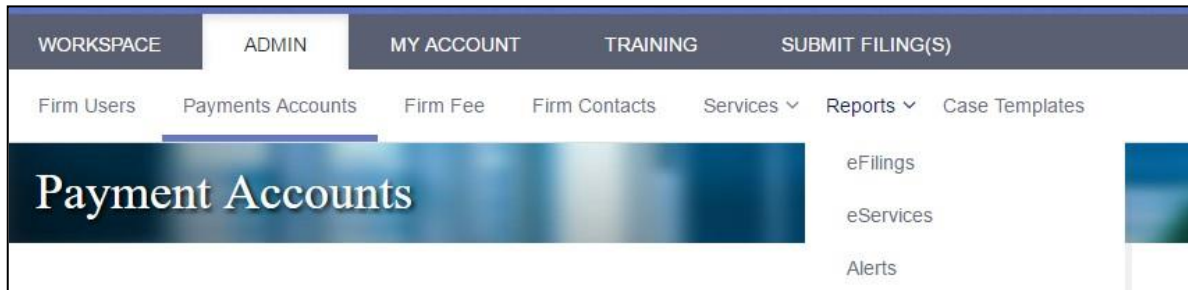 WORKSPACE ADMIN MY ACCOUNT TRAINING SUBMIT FILING(S)
Firm Users Payments Accounts Firm Fee Firm Contacts Services Reports Case Templates
Payment Accounts
eFilings
eServices
Alerts